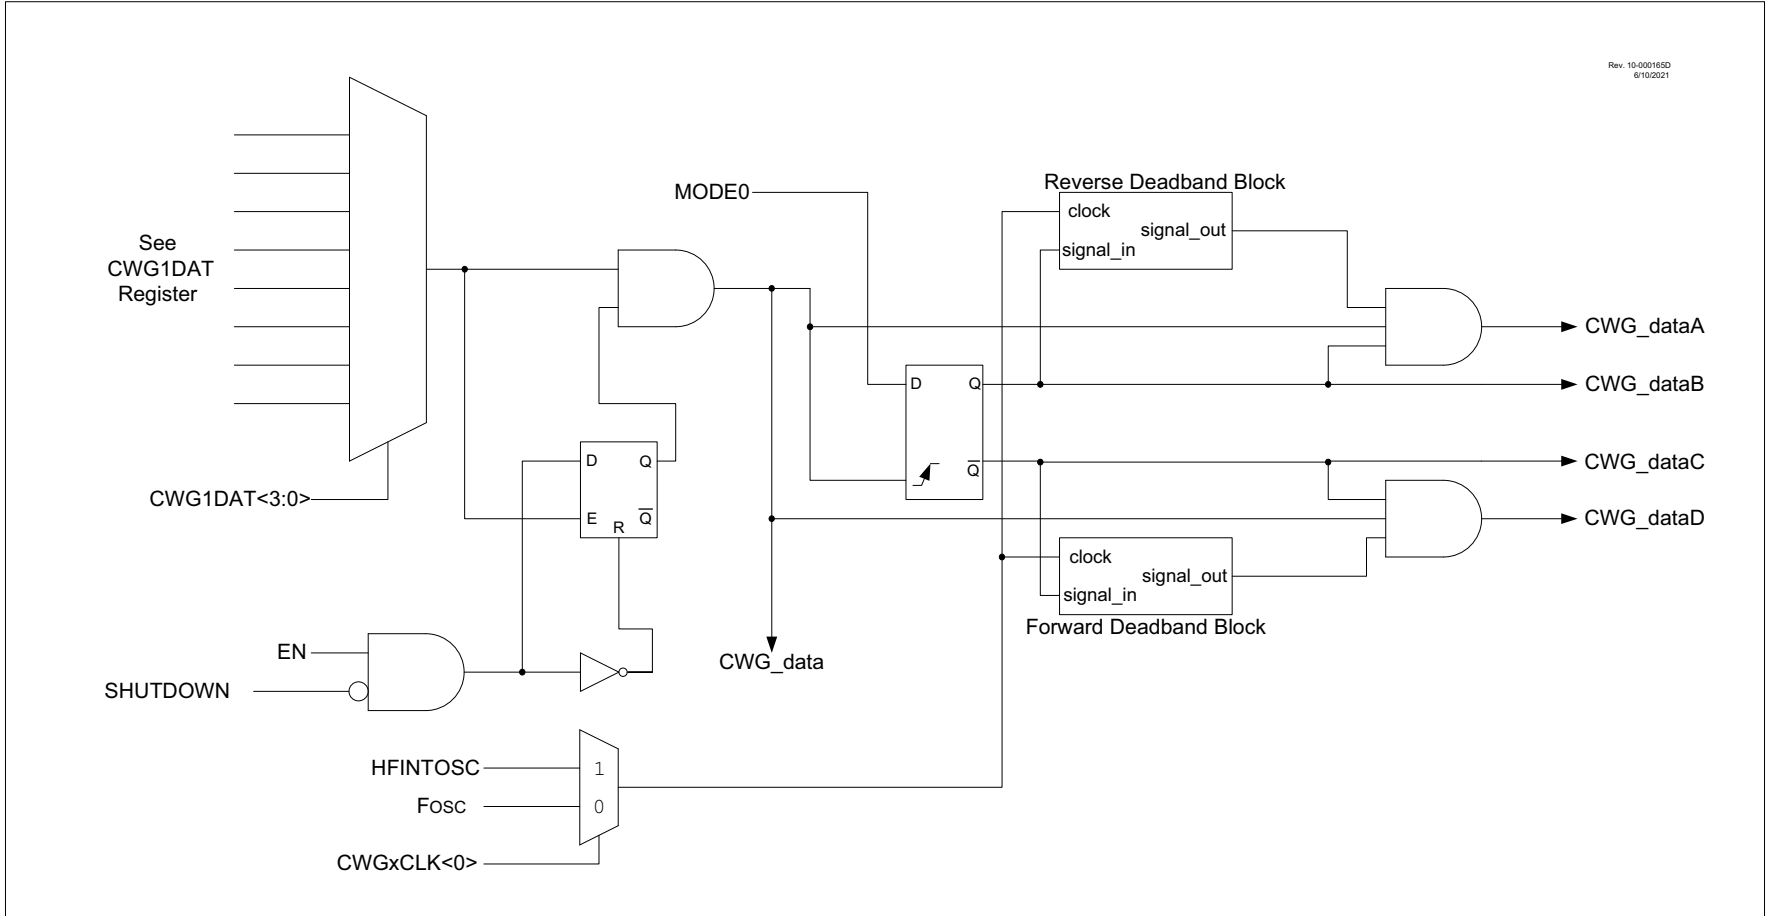 Rev. 10-000165D
6/10/2021
See
CWG1DAT
Register
CWG1DAT<3:0>
MODE0
D
Q
Q̅
D
Q
E
R
Q̅
Reverse Deadband Block
clock
signal_in
signal_out
CWG_dataA
CWG_dataB
CWG_dataC
CWG_dataD
clock
signal_in
signal_out
Forward Deadband Block
CWG_data
EN
SHUTDOWN
HFINTOSC
1
Fosc
0
CWGxCLK<0>